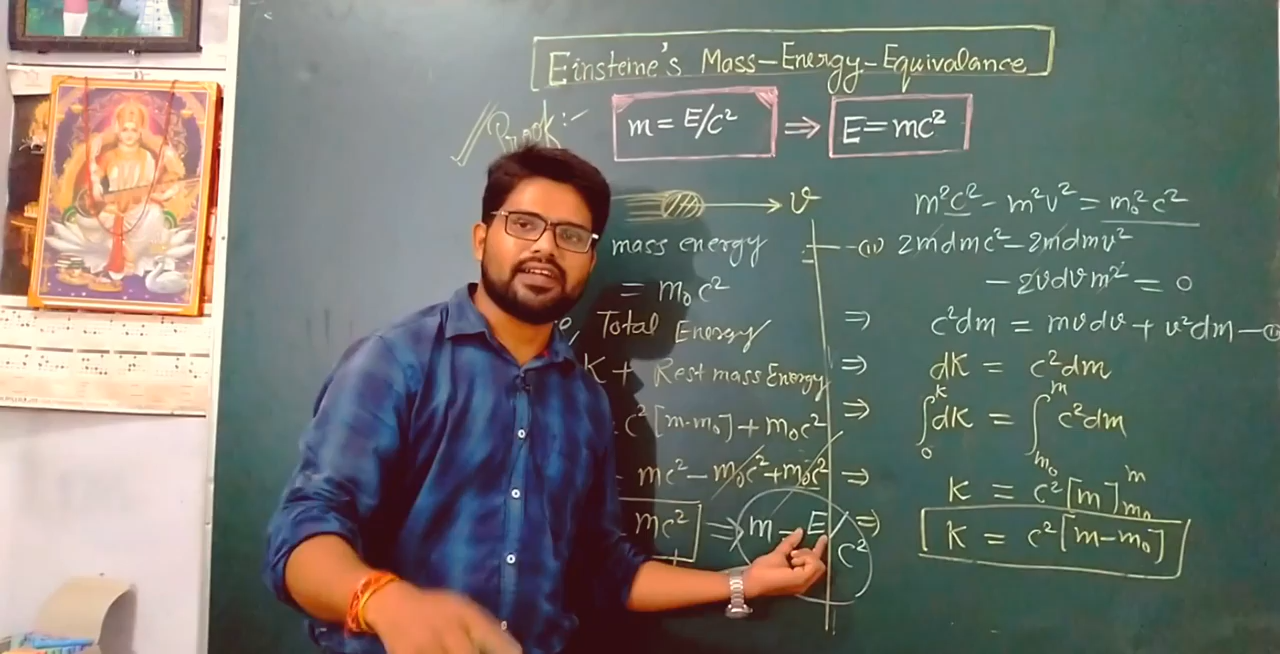 Einsteine's Mass-Energy-Equivalance
Proof:- m = E/c² ⇒ E=mc²
v
mass energy
= m₀c²
Total Energy
K + Rest mass Energy
c²[m-m₀]+m₀c²
= mc²-m₀c²+m₀c²
mc² ⇒ m = E/c²
m²c²-m²v²=m₀²c²
-(11) 2mdmc²-2mdmv²
-2vdvm² = 0
⇒ c²dm = mvdv+v²dm-
⇒ dK = c²dm
⇒ ∫₀ᴷ dK = ∫ₘ₀ᵐ c²dm
⇒ K = c²[m]ₘ₀ᵐ
⇒ K = c²[m-m₀]